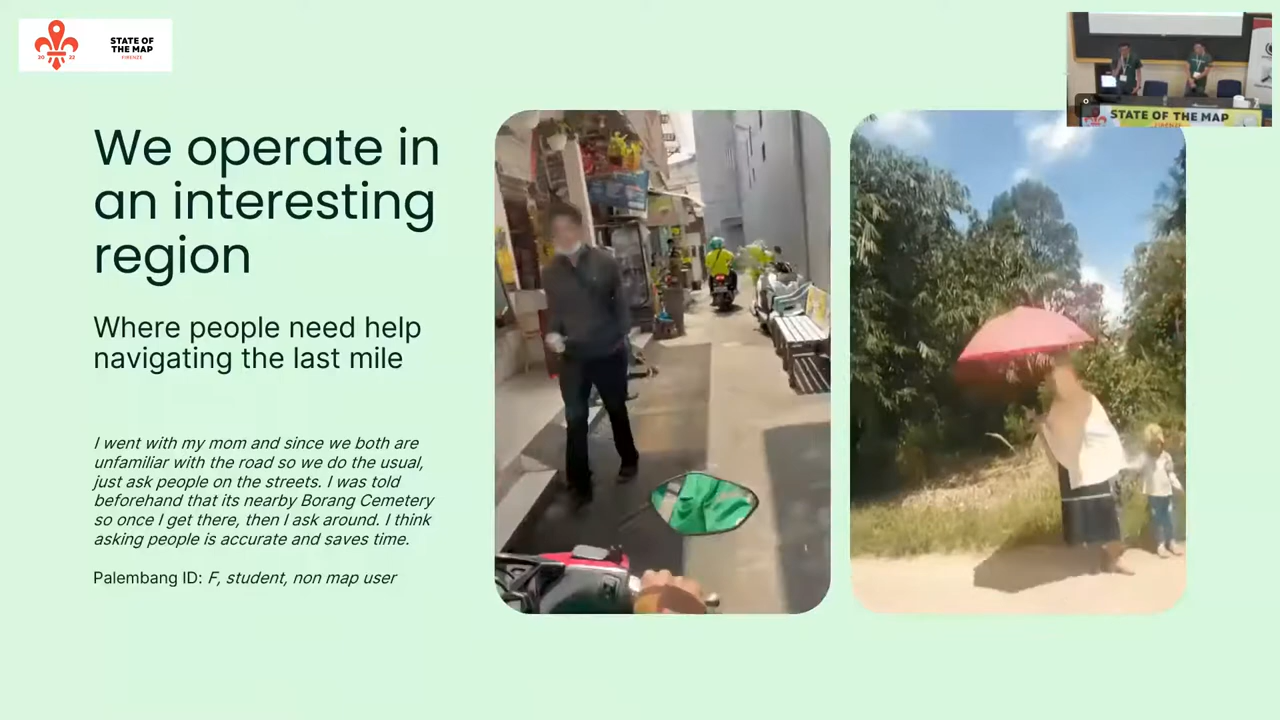 STATE OF
THE MAP
20 22
FIRENZE
STATE OF THE MAP
We operate in
an interesting
region
Where people need help
navigating the last mile
I went with my mom and since we both are
unfamiliar with the road so we do the usual,
just ask people on the streets. I was told
beforehand that its nearby Borang Cemetery
so once I get there, then I ask around. I think
asking people is accurate and saves time.
Palembang ID: F, student, non map user